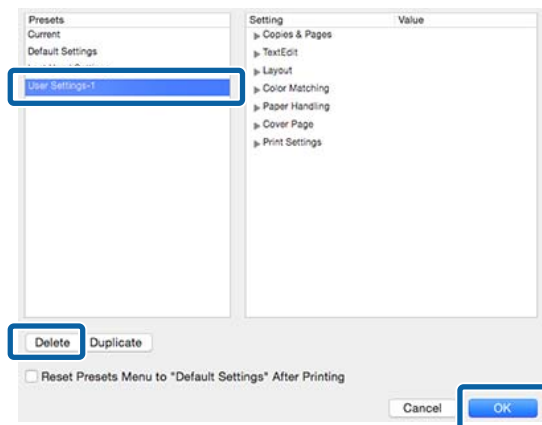 Presets
Current
Default Settings
User Settings-1
Setting Value
Copies & Pages
TextEdit
Layout
Color Matching
Paper Handling
Cover Page
Print Settings
Delete Duplicate
Reset Presets Menu to "Default Settings" After Printing
Cancel OK